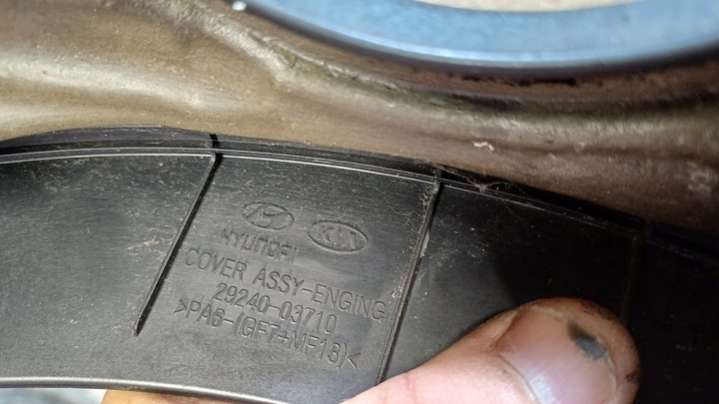 HYUNDAI KIA
COVER ASSY-ENGING
29240-03710
>PA6-(GF7+MF18)<